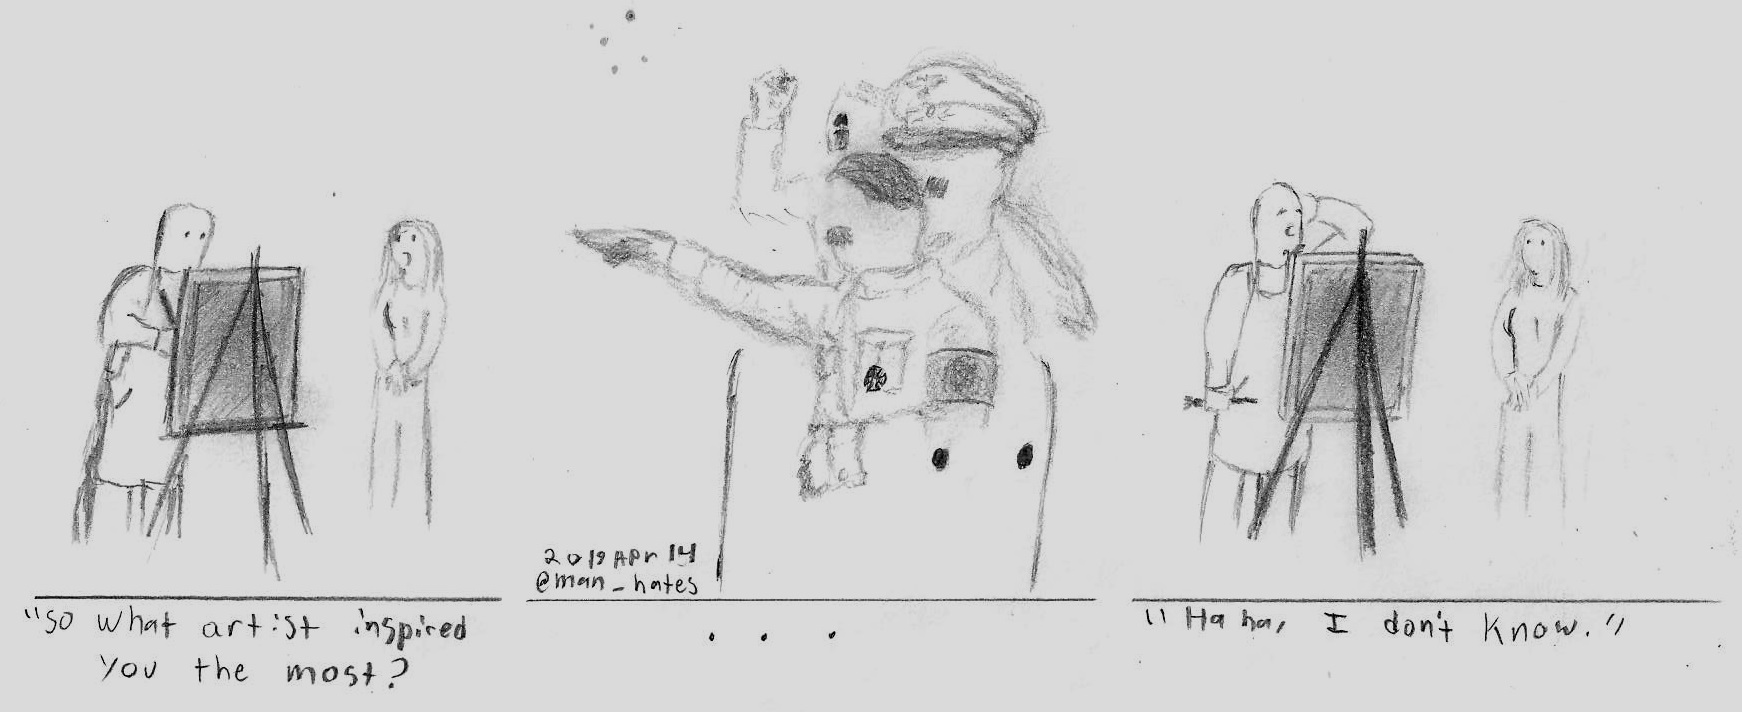 "So what artist inspired
you the most?
2019 Apr 14
@man_hates
. . .
"Ha ha, I don't know."